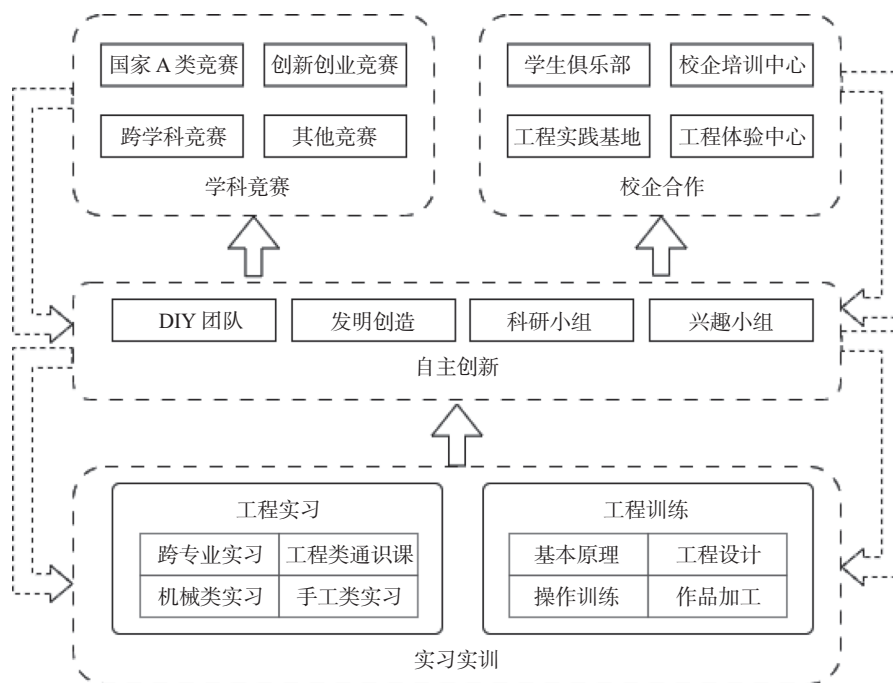 国家 A 类竞赛
创新创业竞赛
跨学科竞赛
其他竞赛
学科竞赛
学生俱乐部
校企培训中心
工程实践基地
工程体验中心
校企合作
DIY 团队
发明创造
科研小组
兴趣小组
自主创新
工程实习
跨专业实习
工程类通识课
机械类实习
手工类实习
工程训练
基本原理
工程设计
操作训练
作品加工
实习实训